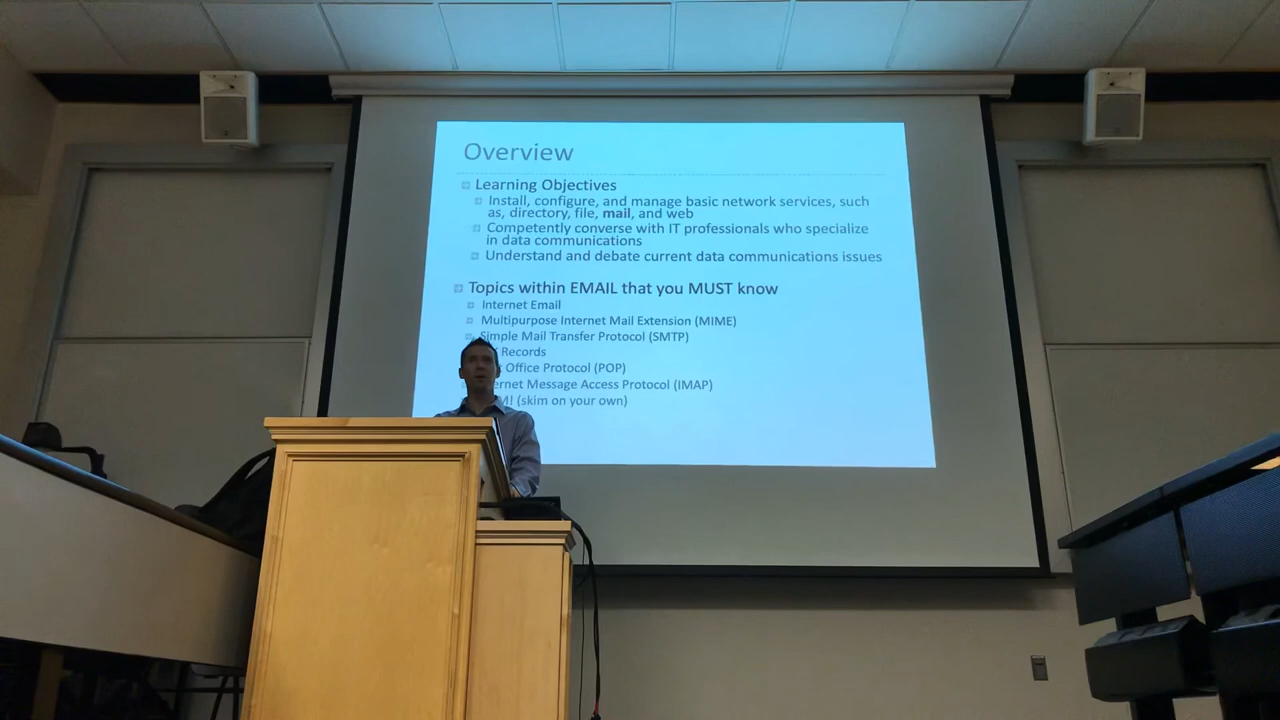 Overview
Learning Objectives
Install, configure, and manage basic network services, such
as, directory, file, mail, and web
Competently converse with IT professionals who specialize
in data communications
Understand and debate current data communications issues
Topics within EMAIL that you MUST know
Internet Email
Multipurpose Internet Mail Extension (MIME)
Simple Mail Transfer Protocol (SMTP)
Records
Office Protocol (POP)
Message Access Protocol (IMAP)
(skim on your own)